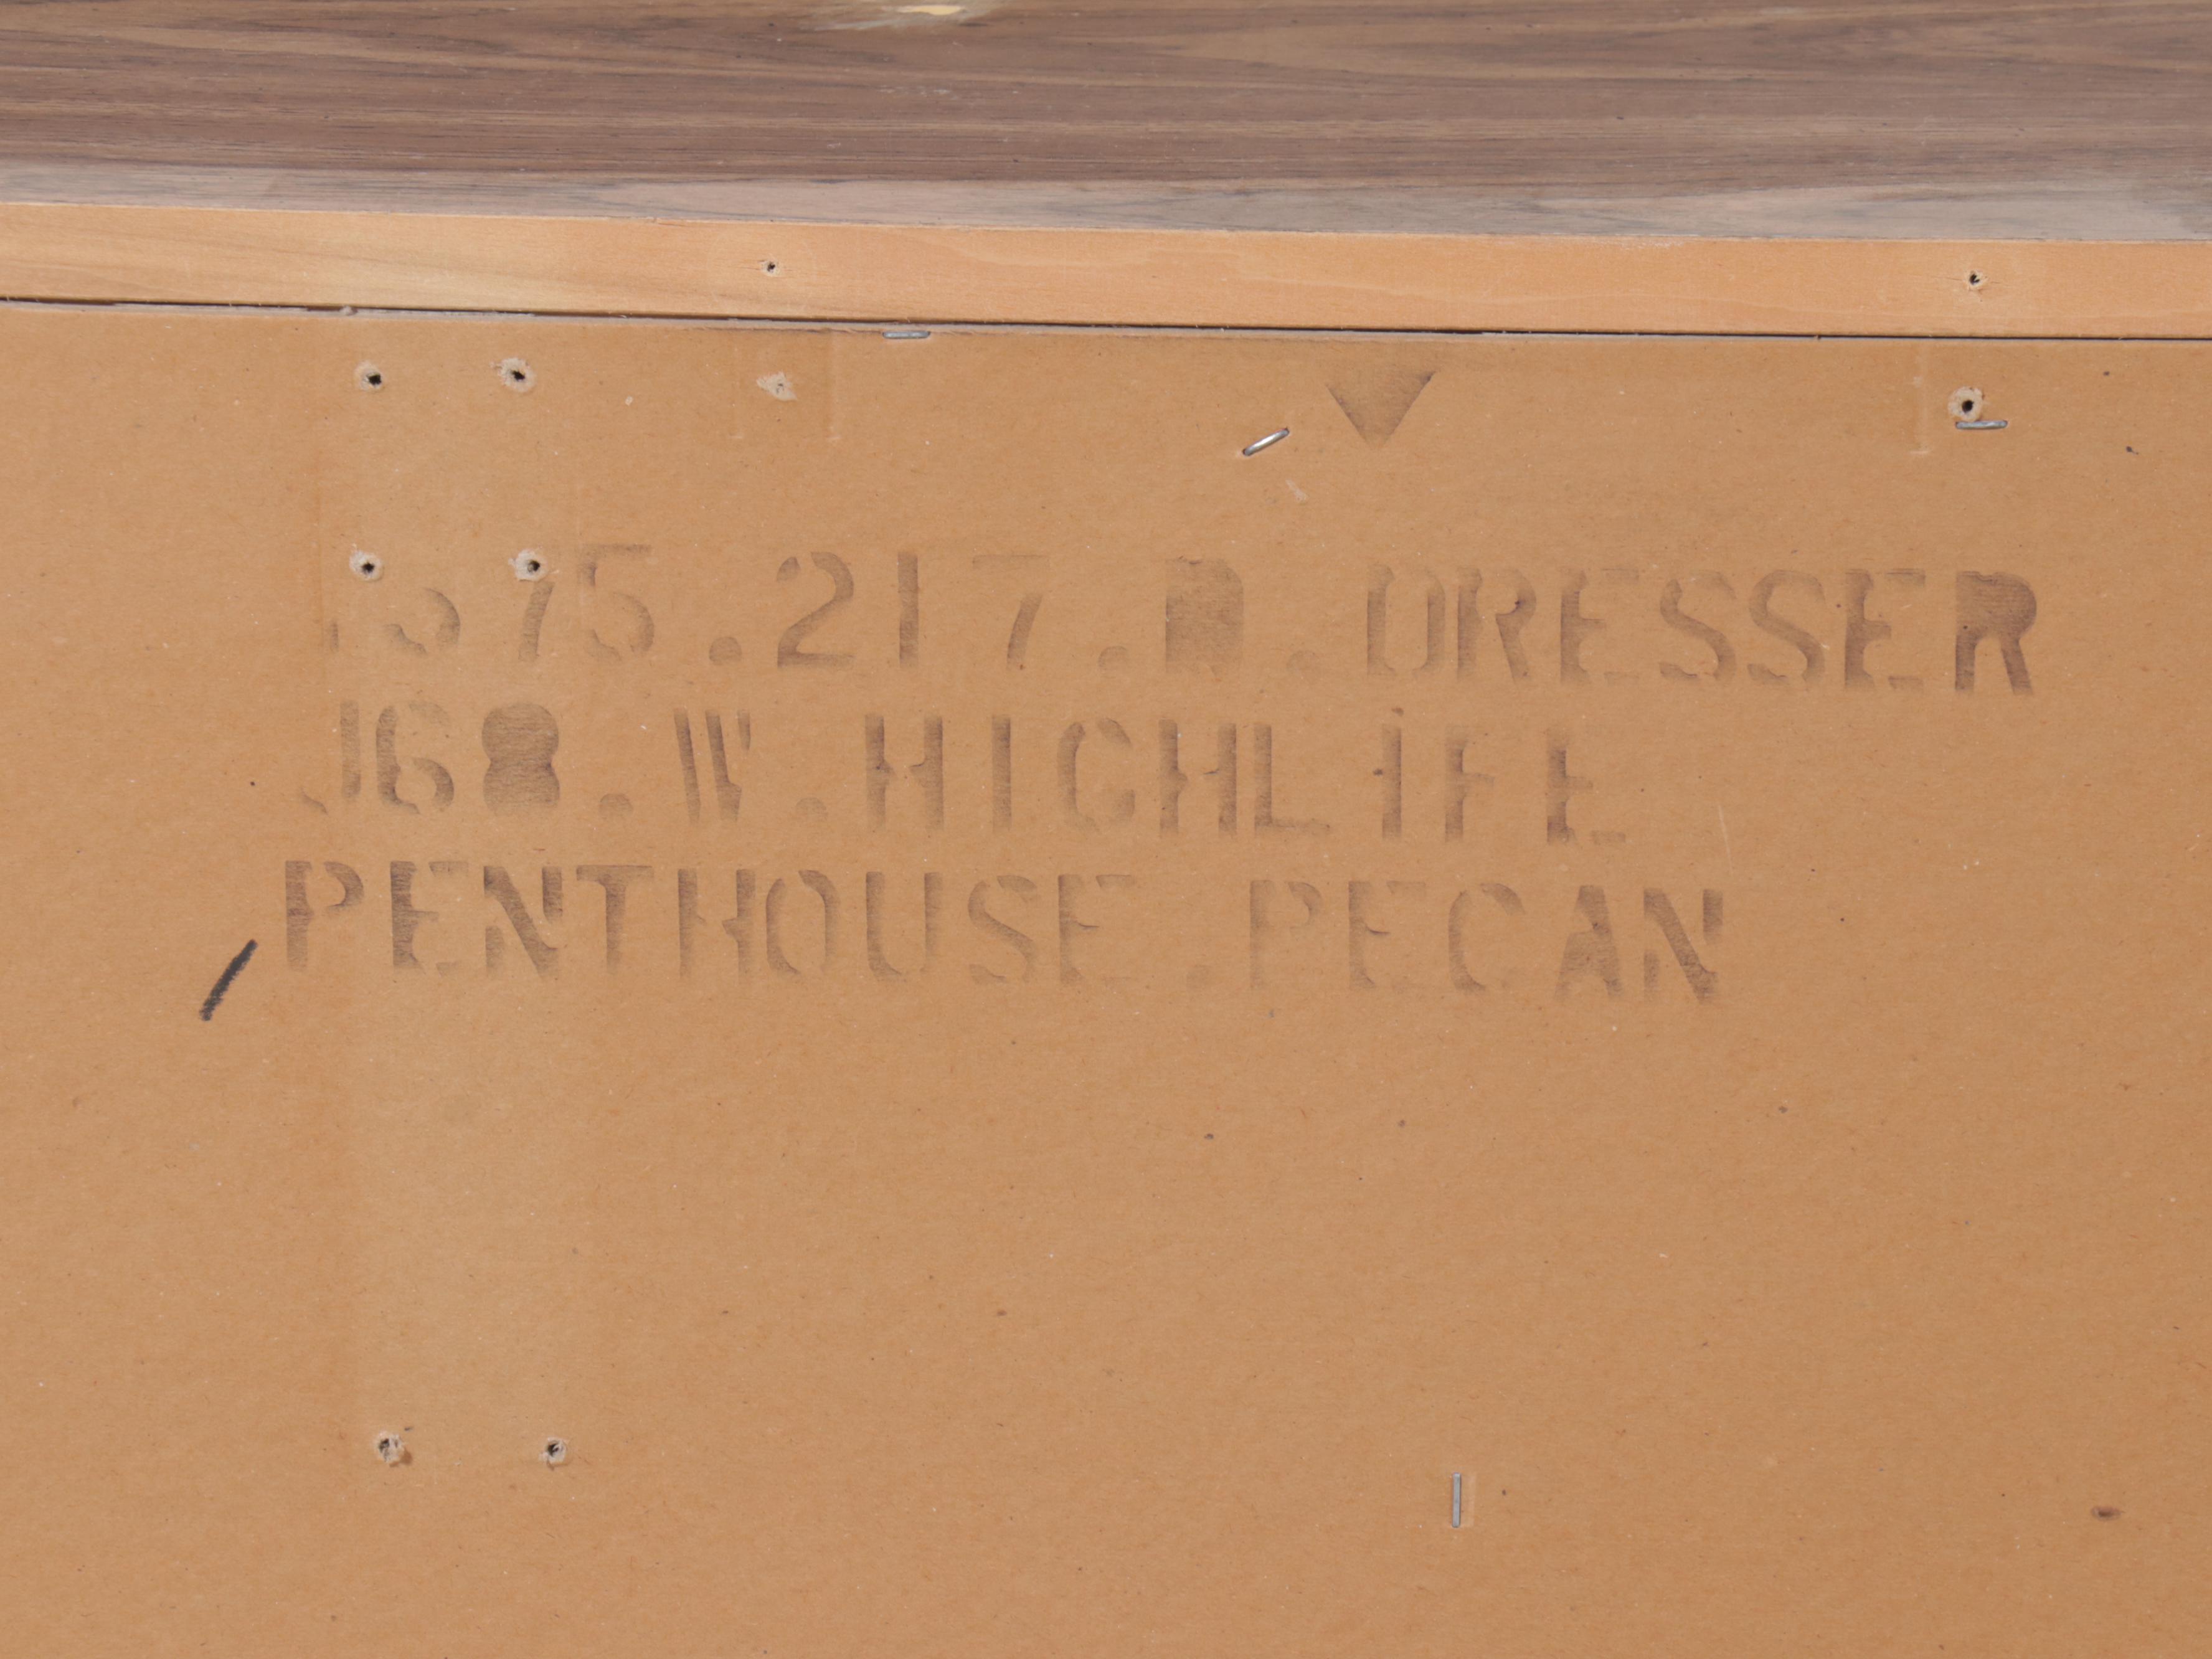 .575.217.D.DRESSER
J68.W.HIGHLIFE
PENTHOUSE.PECAN